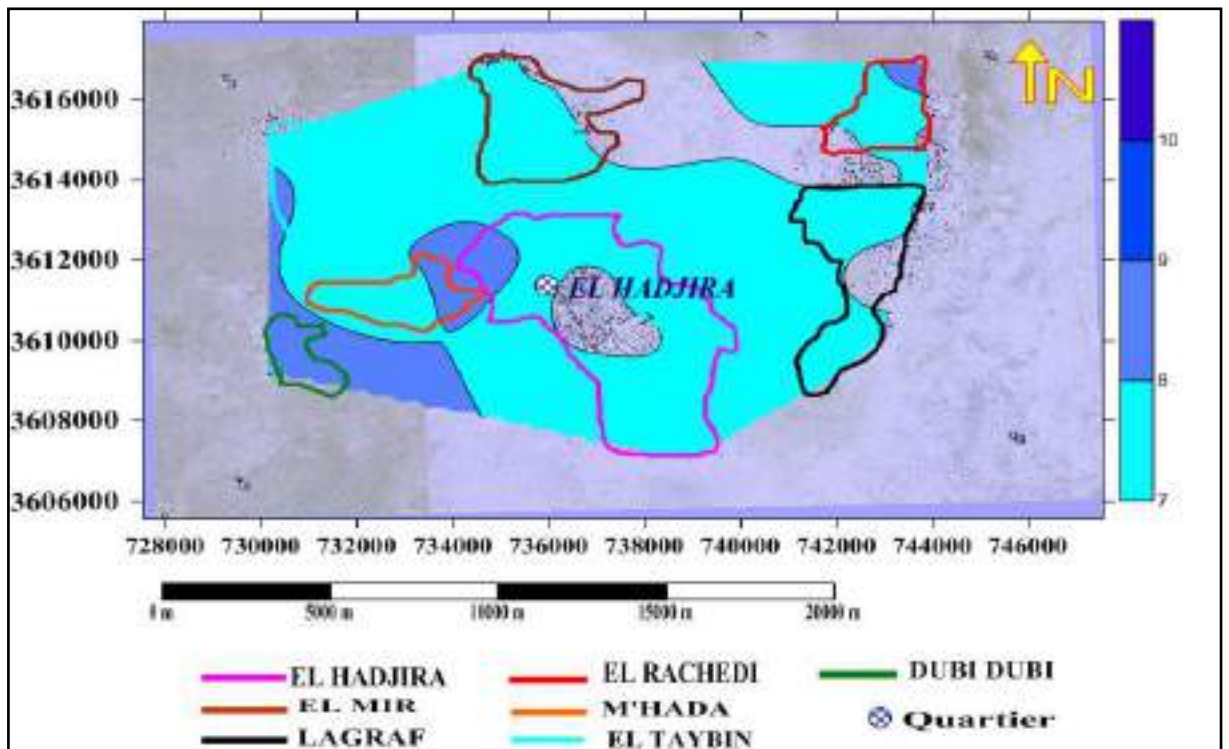 3616000
3614000
3612000
3610000
3608000
3606000
N
EL HADJIRA
10
9
8
7
728000 730000 732000 734000 736000 738000 740000 742000 744000 746000
0 m 5000 m 10000 m 15000 m 20000 m
EL HADJIRA EL RACHEDI DUBI DUBI
EL MIR M'HADA Quartier
LAGRAF EL TAYBIN